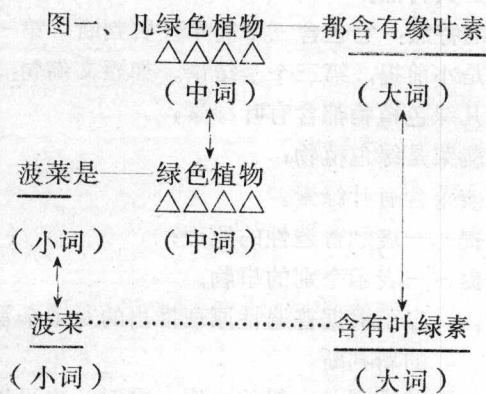 图一、凡绿色植物——都含有缘叶素
△△△△
(中词) (大词)
菠菜是——绿色植物
△△△△
(小词) (中词)
菠菜………………含有叶绿素
(小词) (大词)